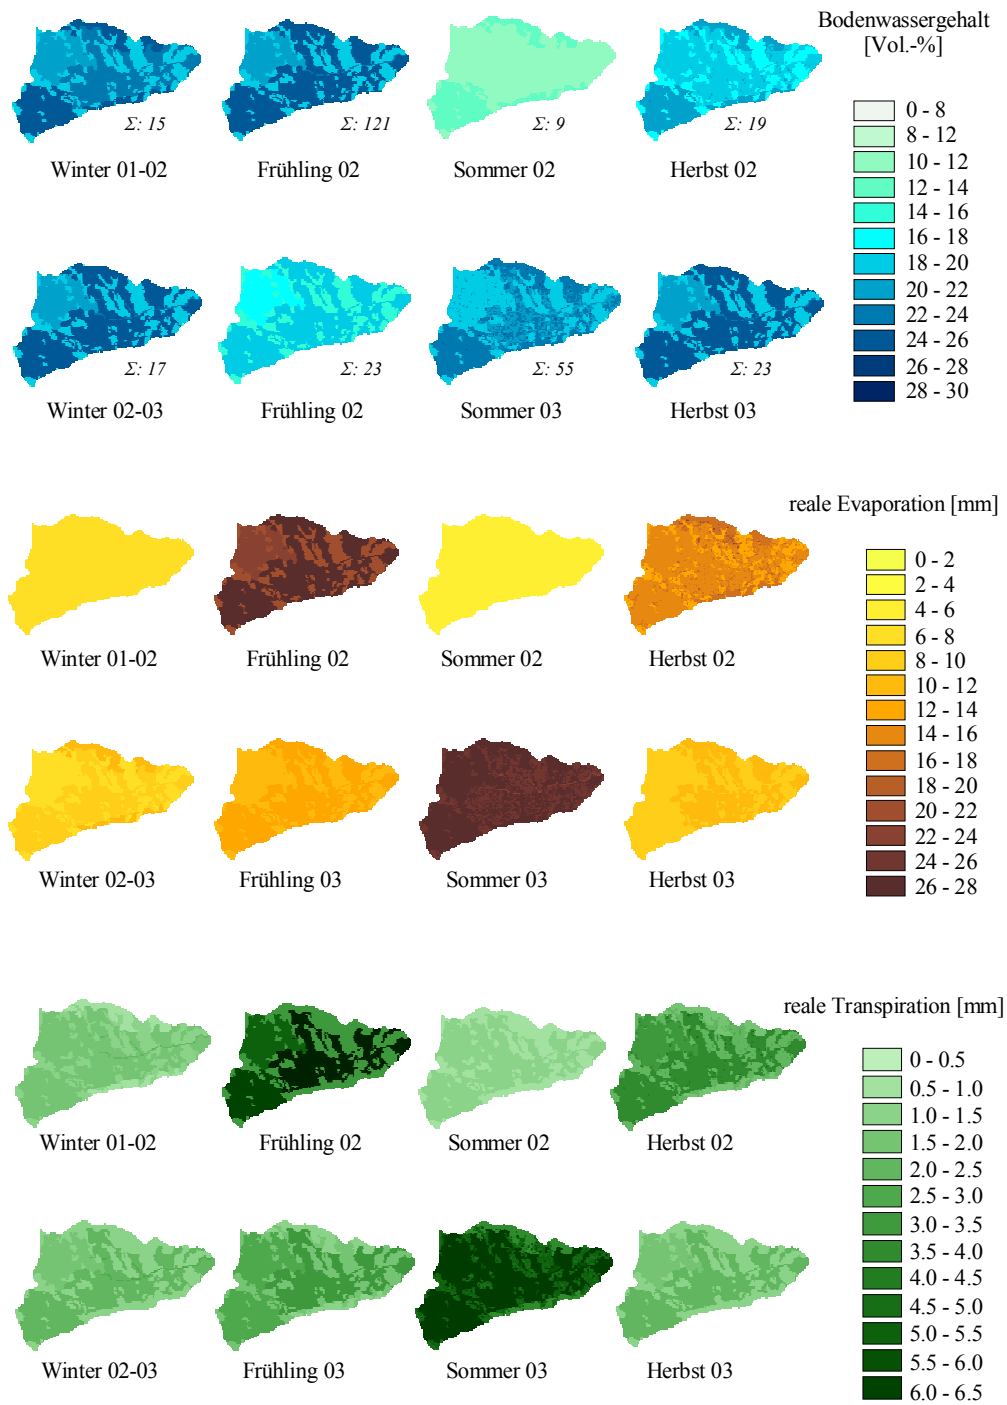 Bodenwassergehalt
[Vol.-%]
0 - 8
8 - 12
10 - 12
12 - 14
14 - 16
16 - 18
18 - 20
20 - 22
22 - 24
24 - 26
26 - 28
28 - 30
Σ: 15
Σ: 121
Σ: 9
Σ: 19
Winter 01-02
Frühling 02
Sommer 02
Herbst 02
Σ: 17
Σ: 23
Σ: 55
Σ: 23
Winter 02-03
Frühling 02
Sommer 03
Herbst 03
reale Evaporation [mm]
0 - 2
2 - 4
4 - 6
6 - 8
8 - 10
10 - 12
12 - 14
14 - 16
16 - 18
18 - 20
20 - 22
22 - 24
24 - 26
26 - 28
Winter 01-02
Frühling 02
Sommer 02
Herbst 02
Winter 02-03
Frühling 03
Sommer 03
Herbst 03
reale Transpiration [mm]
0 - 0.5
0.5 - 1.0
1.0 - 1.5
1.5 - 2.0
2.0 - 2.5
2.5 - 3.0
3.0 - 3.5
3.5 - 4.0
4.0 - 4.5
4.5 - 5.0
5.0 - 5.5
5.5 - 6.0
6.0 - 6.5
Winter 01-02
Frühling 02
Sommer 02
Herbst 02
Winter 02-03
Frühling 03
Sommer 03
Herbst 03